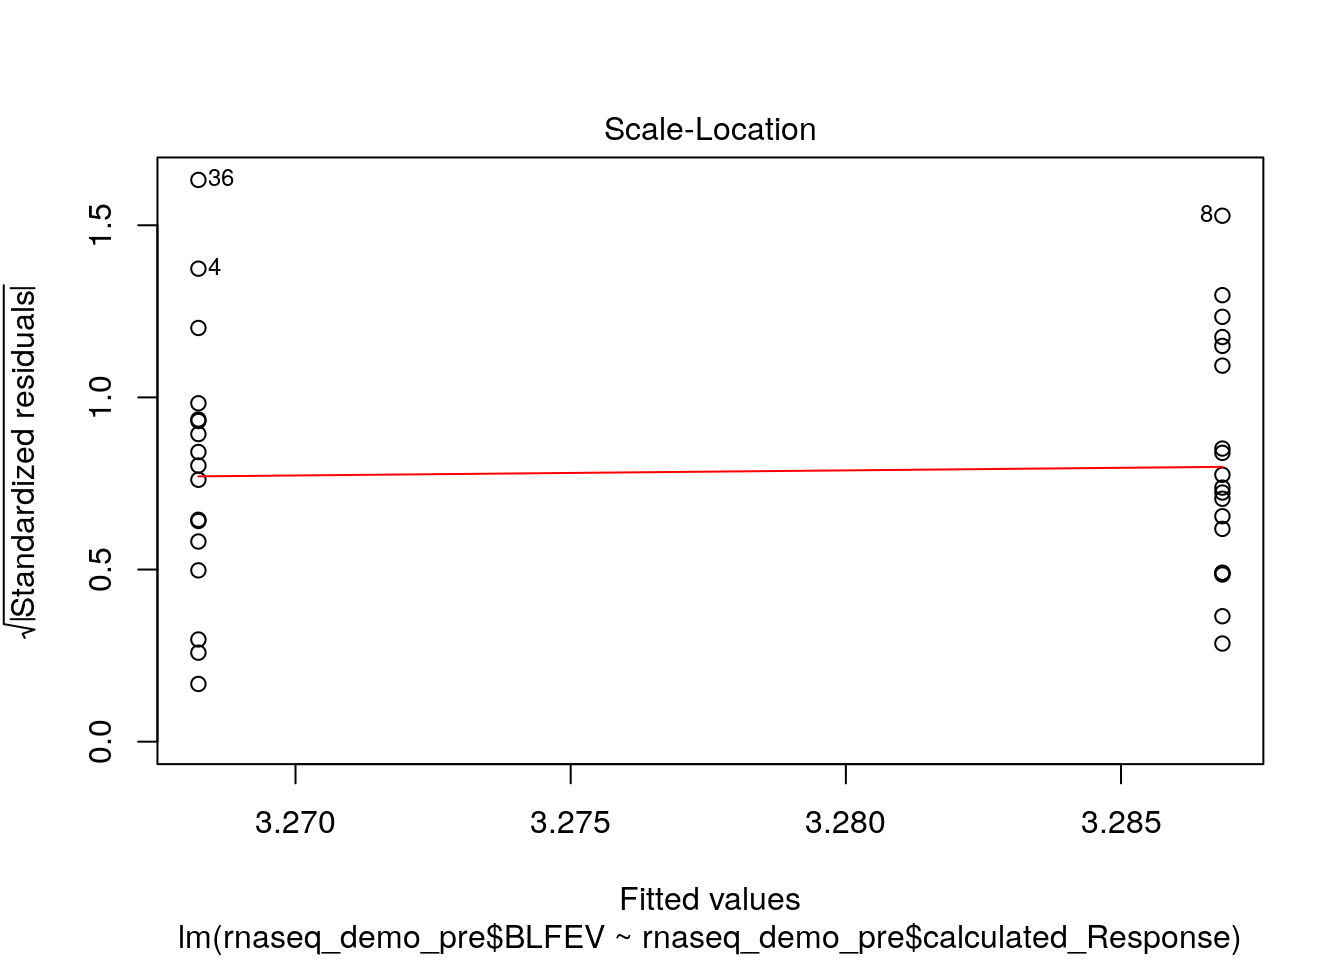 Scale-Location
√|Standardized residuals|
1.5
1.0
0.5
0.0
36
4
8
3.270 3.275 3.280 3.285
Fitted values
lm(rnaseq_demo_pre$BLFEV ~ rnaseq_demo_pre$calculated_Response)